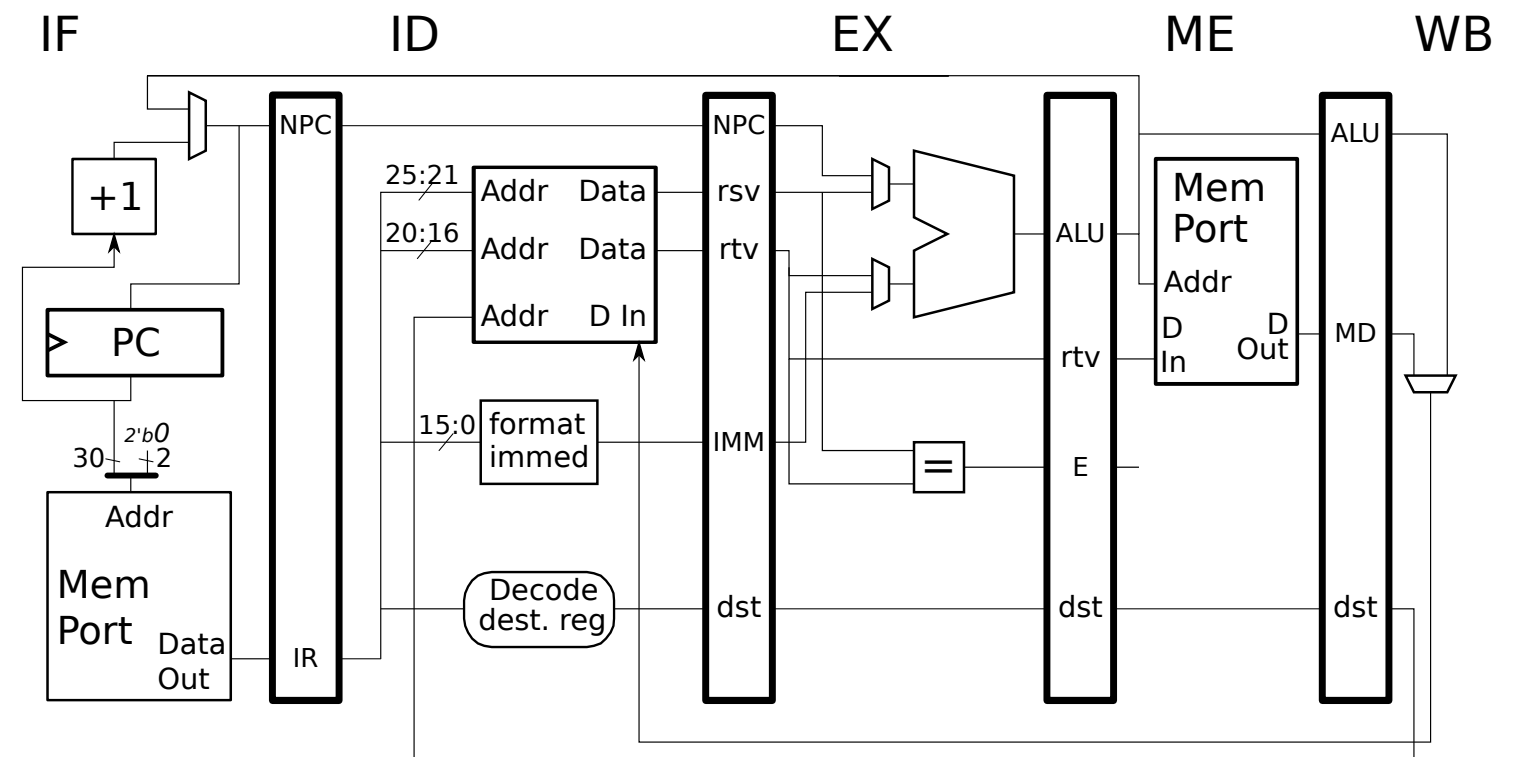 IF
ID
EX
ME
WB
NPC
NPC
ALU
+1
25:21
Addr
Data
rsv
Mem
Port
20:16
Addr
Data
rtv
ALU
Addr
Addr
D In
D
In
D
Out
MD
PC
rtv
15:0
format
immed
IMM
2'b0
30
2
=
E
Addr
Mem
Port
Data
Out
IR
Decode
dest. reg
dst
dst
dst